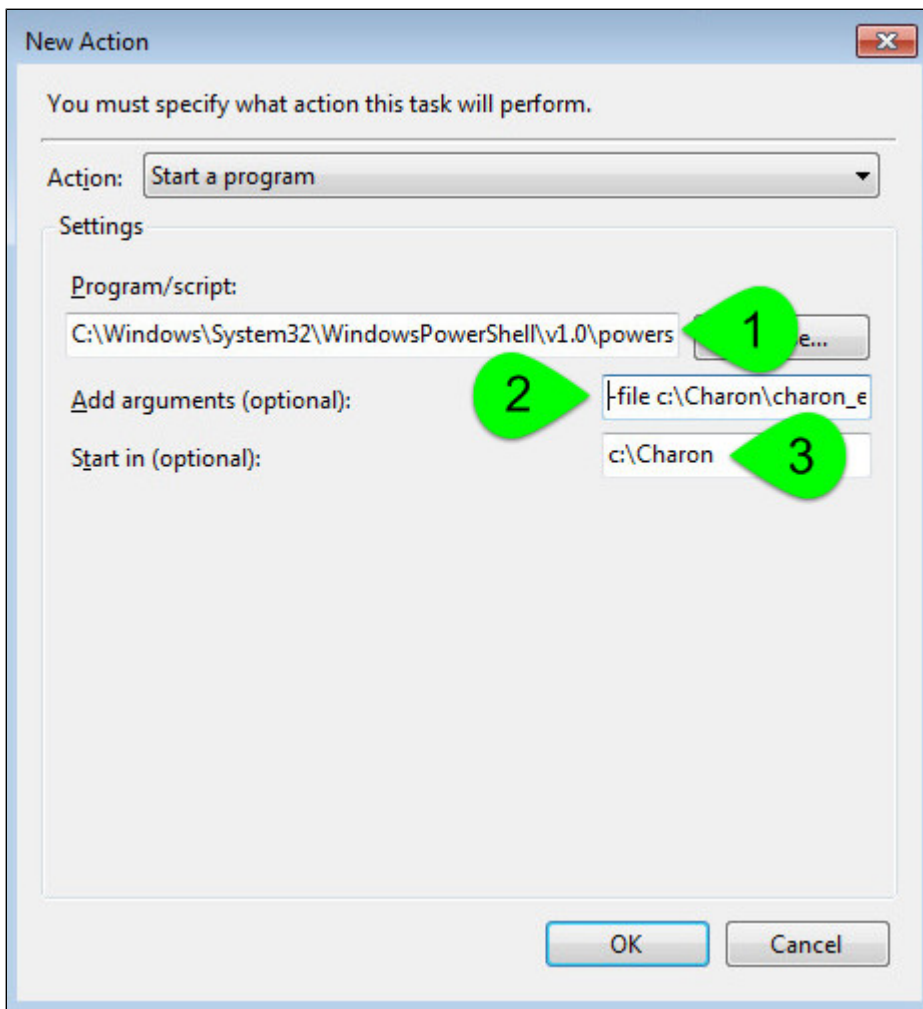 New Action
You must specify what action this task will perform.
Action: Start a program
Settings
Program/script:
C:\Windows\System32\WindowsPowerShell\v1.0\powers 1 e...
Add arguments (optional): 2 -file c:\Charon\charon_e
Start in (optional): c:\Charon 3
OK Cancel